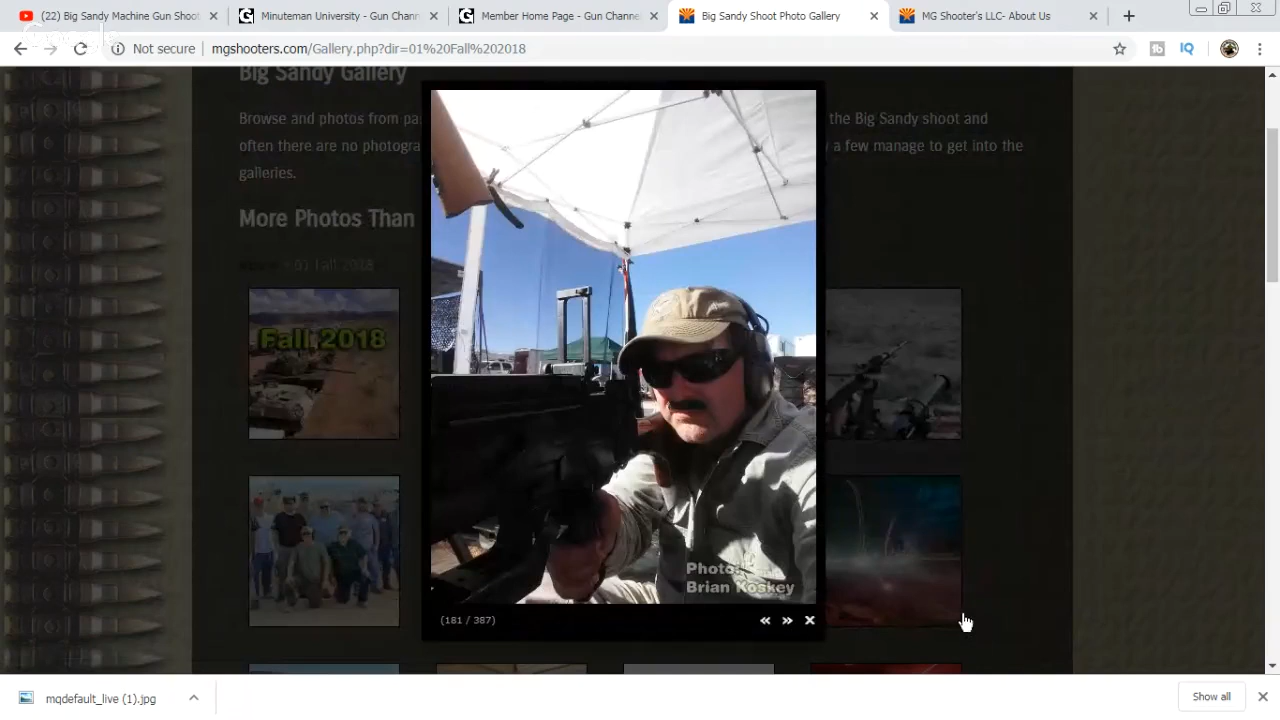 (22) Big Sandy Machine Gun Shoot
Minuteman University - Gun Chann
Member Home Page - Gun Channe
Big Sandy Shoot Photo Gallery
MG Shooter's LLC- About Us
Not secure
mgshooters.com/Gallery.php?dir=01%20Fall%202018
Big Sandy Gallery
Browse and photos from pa the Big Sandy shoot and
often there are no photogra a few manage to get into the
galleries.
More Photos Than
01 Fall 2018
Fall 2018
Photo:
Brian Koskey
(181 / 387)
mqdefault_live (1).jpg
Show all